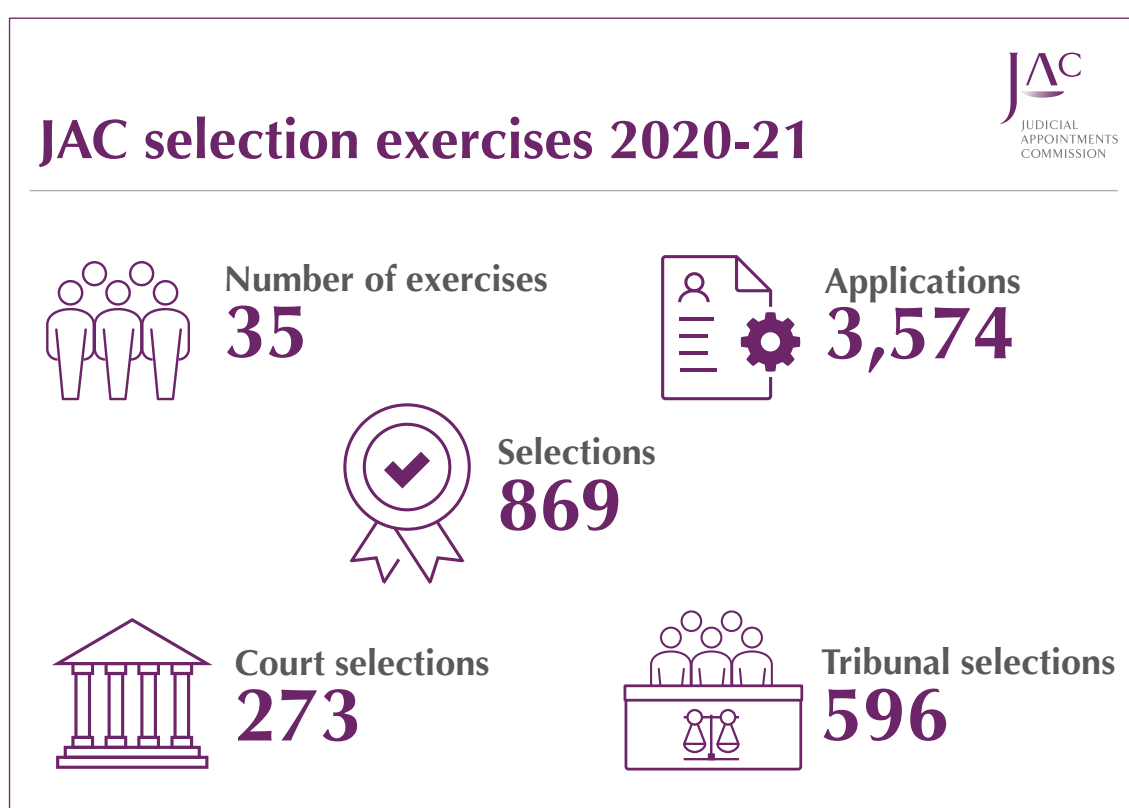 JAC
JUDICIAL
APPOINTMENTS
COMMISSION
JAC selection exercises 2020-21
Number of exercises
35
Applications
3,574
Selections
869
Court selections
273
Tribunal selections
596